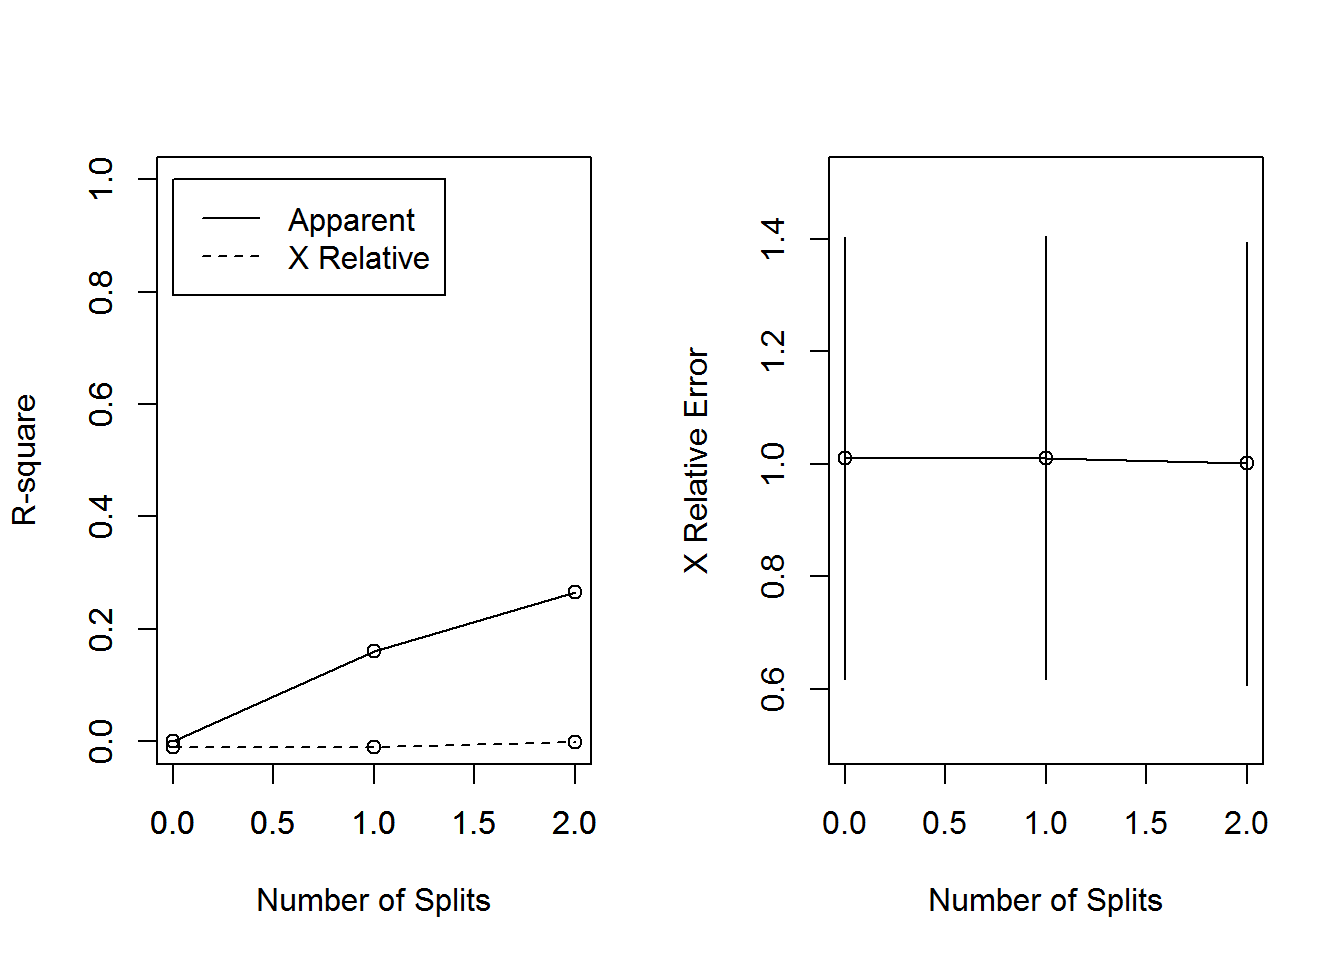 R-square
1.0
0.8
0.6
0.4
0.2
0.0
Apparent
X Relative
0.0 0.5 1.0 1.5 2.0
Number of Splits
X Relative Error
1.4
1.2
1.0
0.8
0.6
0.0 0.5 1.0 1.5 2.0
Number of Splits